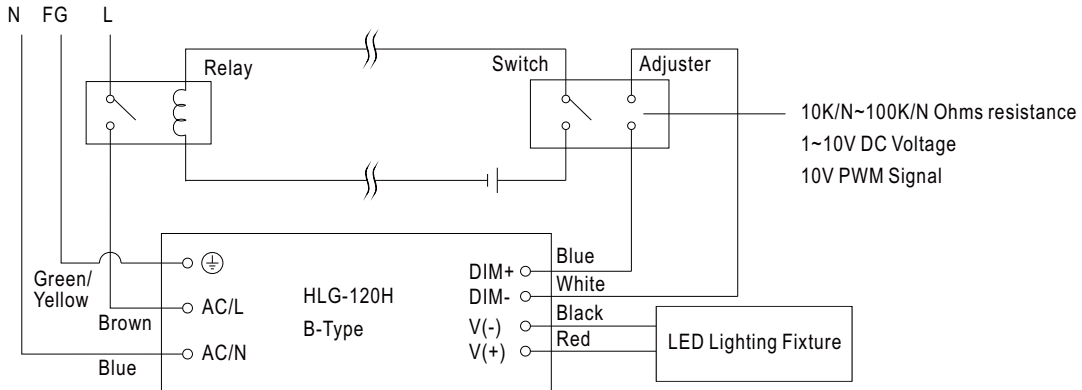 N FG L
Relay
Switch
Adjuster
10K/N~100K/N Ohms resistance
1~10V DC Voltage
10V PWM Signal
Green/
Yellow
Brown
Blue
AC/L
AC/N
HLG-120H
B-Type
DIM+
DIM-
V(-)
V(+)
Blue
White
Black
Red
LED Lighting Fixture